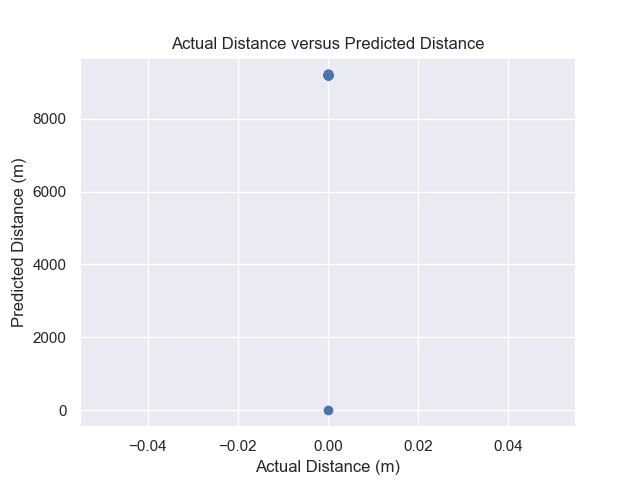 Actual Distance versus Predicted Distance
Predicted Distance (m)
8000
6000
4000
2000
0
−0.04 −0.02 0.00 0.02 0.04
Actual Distance (m)